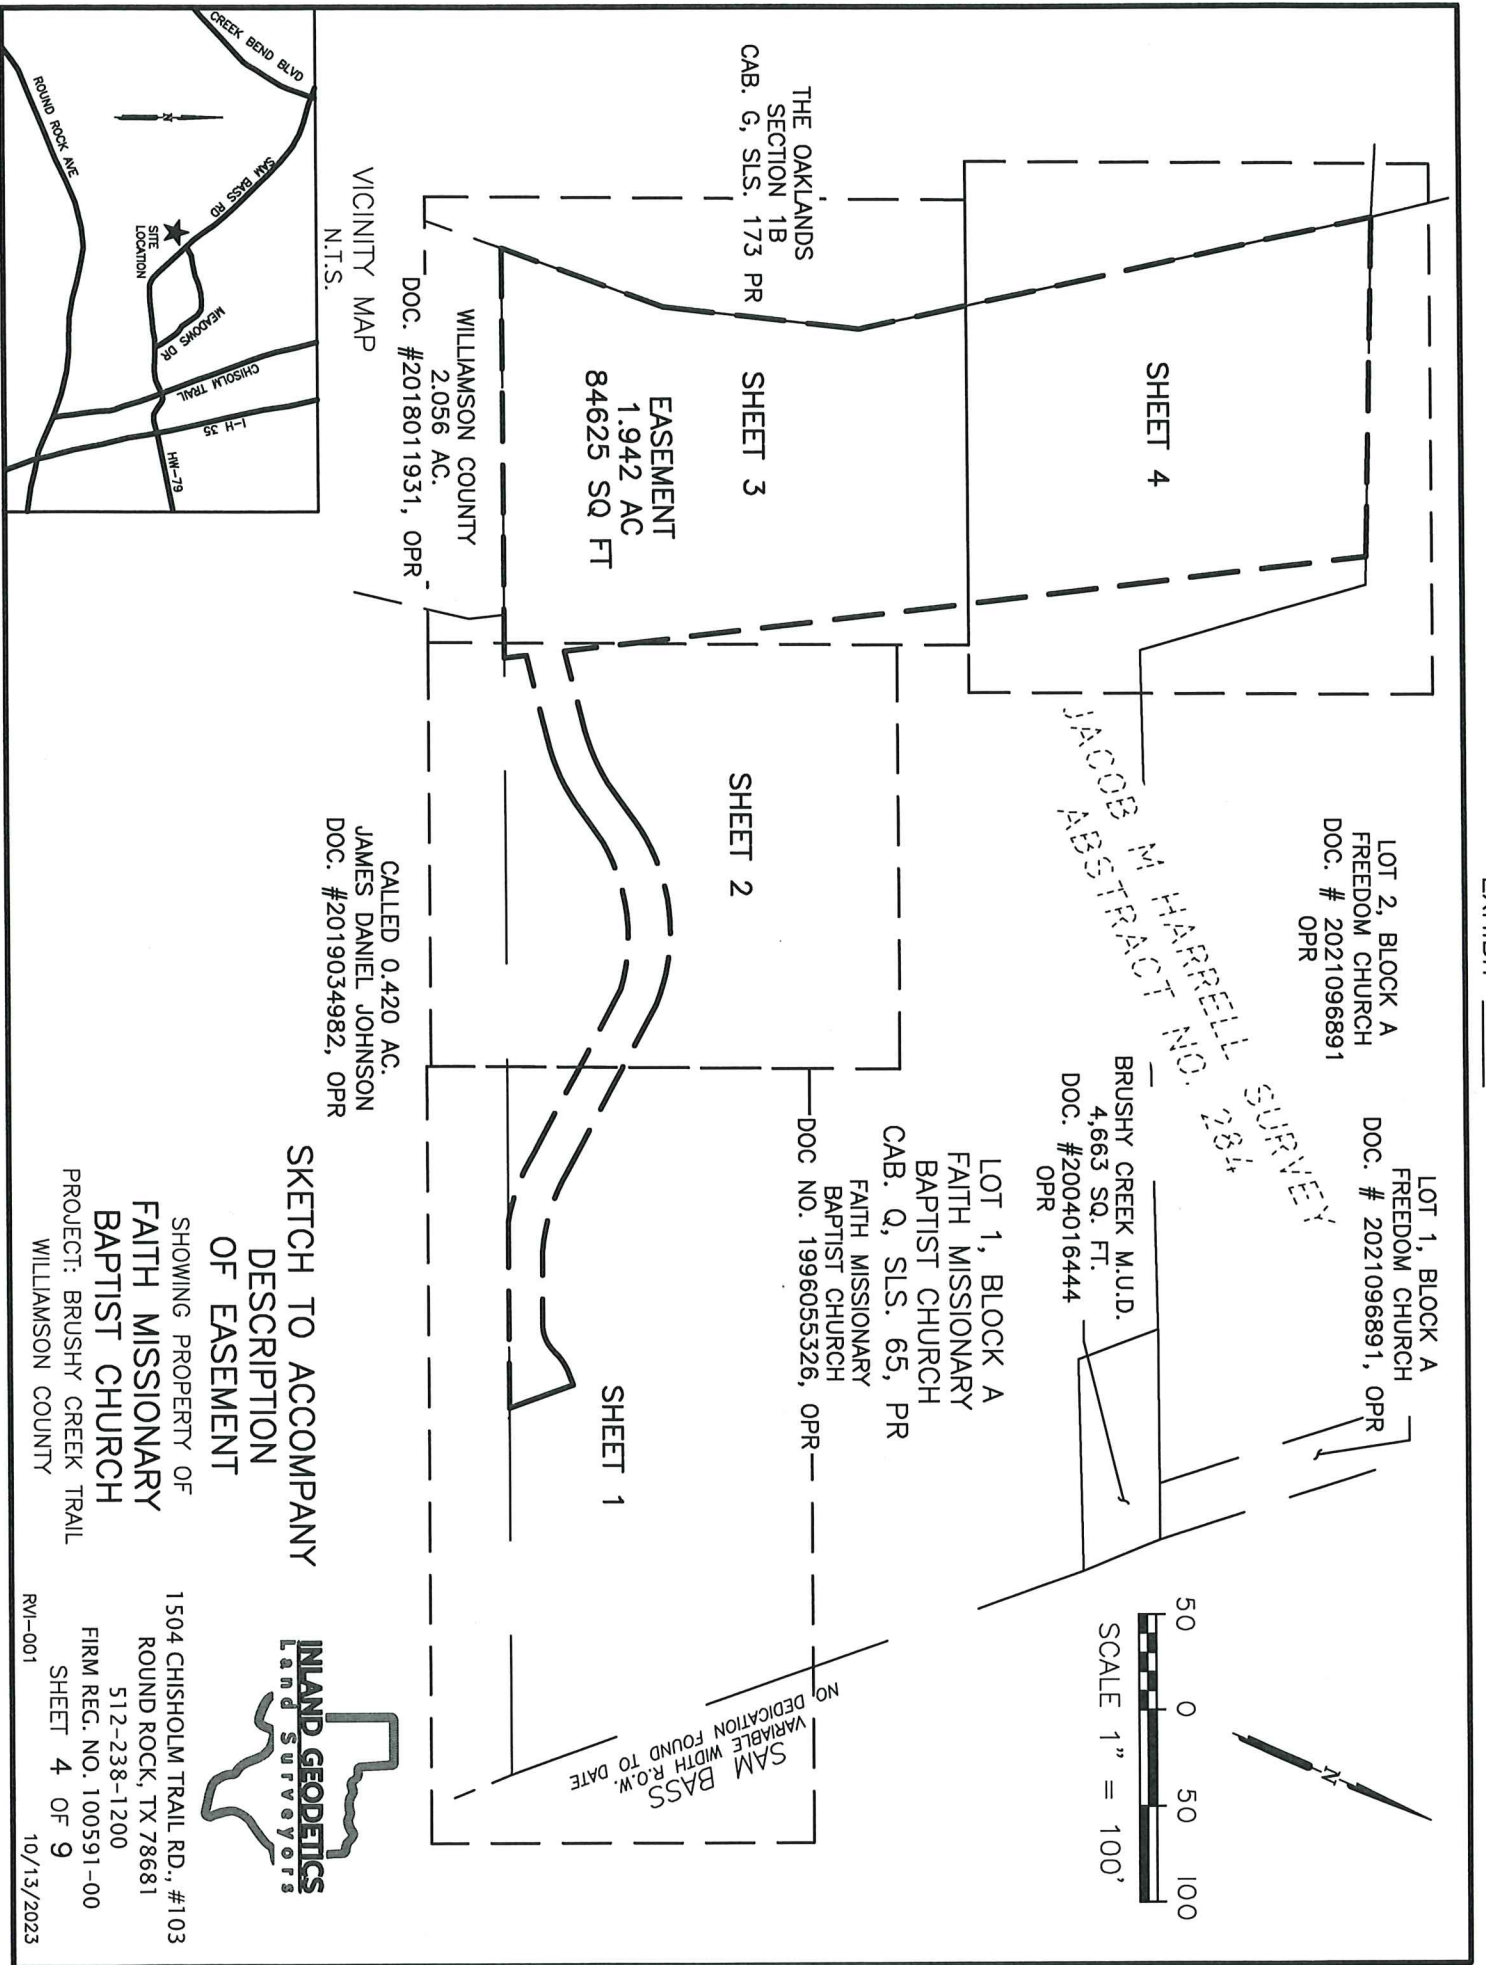 LOT 1, BLOCK A
FREEDOM CHURCH
DOC. # 2021096891, OPR
LOT 2, BLOCK A
FREEDOM CHURCH
DOC. # 2021096891
OPR
50 0 50 100
SCALE 1" = 100'
N
JACOB M HARRELL SURVEY
ABSTRACT NO. 284
BRUSHY CREEK M.U.D.
4,663 SQ. FT.
DOC. #2004016444
OPR
SHEET 4
LOT 1, BLOCK A
FAITH MISSIONARY
BAPTIST CHURCH
CAB. Q, SLS. 65, PR
FAITH MISSIONARY
BAPTIST CHURCH
DOC NO. 1996055326, OPR
THE OAKLANDS
SECTION 1B
CAB. G, SLS. 173 PR
SHEET 3
EASEMENT
1.942 AC
84625 SQ FT
SHEET 2
SHEET 1
SAM BASS
VARIABLE WIDTH R.O.W.
NO DEDICATION FOUND TO DATE
WILLIAMSON COUNTY
2.056 AC.
DOC. #2018011931, OPR
CALLED 0.420 AC.
JAMES DANIEL JOHNSON
DOC. #2019034982, OPR
VICINITY MAP
N.T.S.
CREEK BEND BLVD
ROUND ROCK AVE
N
SAM BASS RD
SITE
LOCATION
MEADOWS DR
CHISOLM TRAIL
I-H 35
HW-79
SKETCH TO ACCOMPANY
DESCRIPTION
OF EASEMENT
SHOWING PROPERTY OF
FAITH MISSIONARY
BAPTIST CHURCH
PROJECT: BRUSHY CREEK TRAIL
WILLIAMSON COUNTY
INLAND GEODETICS
Land Surveyors
1504 CHISHOLM TRAIL RD., #103
ROUND ROCK, TX 78681
512-238-1200
FIRM REG. NO. 100591-00
SHEET 4 OF 9
RVI-001
10/13/2023